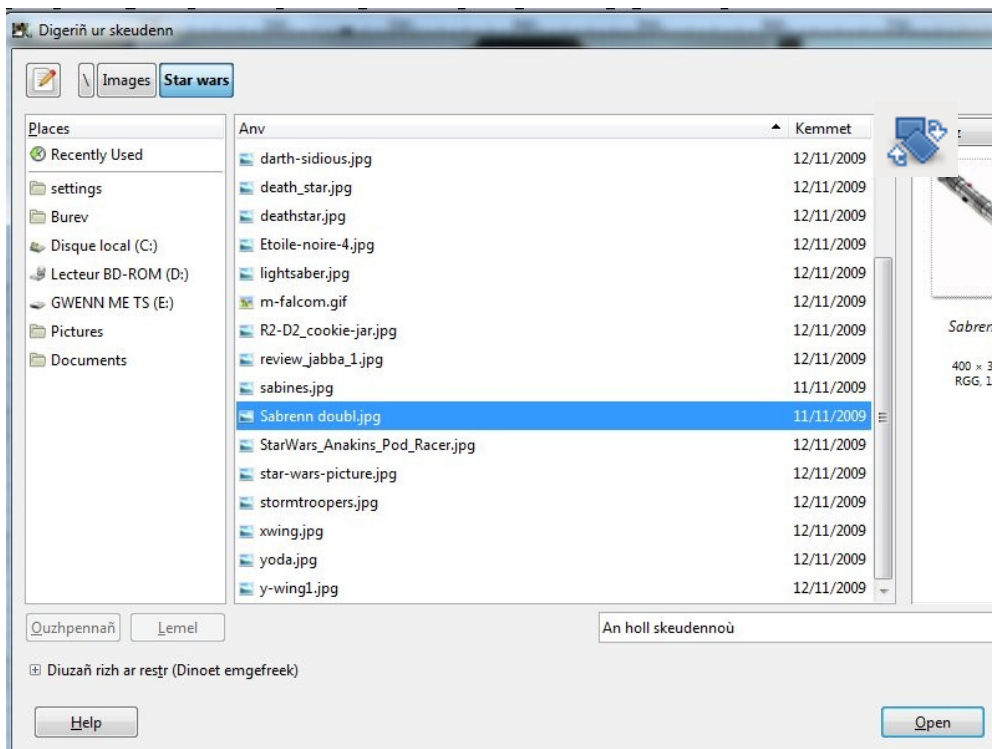 Digeriñ ur skeudenn
\ Images Star wars
Places
Recently Used
settings
Burev
Disque local (C:)
Lecteur BD-ROM (D:)
GWENN ME TS (E:)
Pictures
Documents
Anv Kemmet
darth-sidious.jpg 12/11/2009
death_star.jpg 12/11/2009
deathstar.jpg 12/11/2009
Etoile-noire-4.jpg 12/11/2009
lightsaber.jpg 12/11/2009
m-falcom.gif 12/11/2009
R2-D2_cookie-jar.jpg 12/11/2009
review_jabba_1.jpg 12/11/2009
sabines.jpg 11/11/2009
Sabrenn doubl.jpg 11/11/2009
StarWars_Anakins_Pod_Racer.jpg 12/11/2009
star-wars-picture.jpg 12/11/2009
stormtroopers.jpg 12/11/2009
xwing.jpg 12/11/2009
yoda.jpg 12/11/2009
y-wing1.jpg 12/11/2009
400 ×
RGG,
Ouzhpennañ Lemel
An holl skeudennoù
Diuzañ rizh ar restr (Dinoet emgefreek)
Help
Open